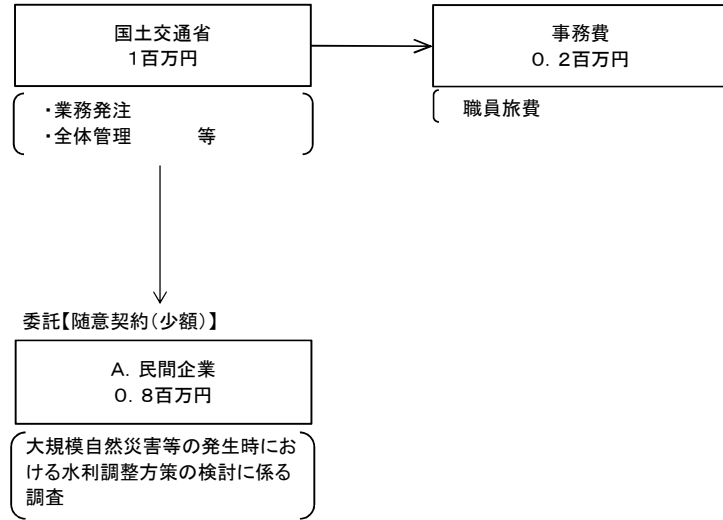 国土交通省
1百万円
事務費
0．2百万円
・業務発注
・全体管理　　　等
職員旅費
委託【随意契約(少額)】
A．民間企業
0．8百万円
大規模自然災害等の発生時にお
ける水利調整方策の検討に係る
調査